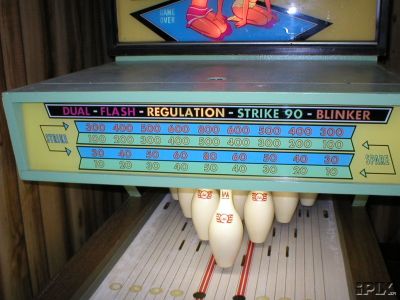 GAME
OVER
DUAL - FLASH - REGULATION - STRIKE 90 - BLINKER
300 400 500 600 800 600 500 400 300
STRIKE
100 200 300 400 500 400 300 200 100
30 40 50 60 80 60 50 40 30
SPARE
10 20 30 40 50 40 30 20 10
iPIX